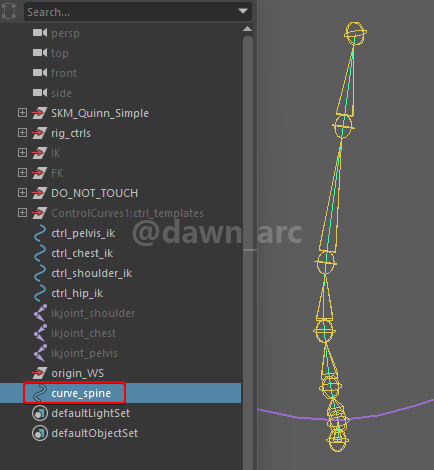 Search...
persp
top
front
side
SKM_Quinn_Simple
rig_ctrls
IK
FK
DO_NOT_TOUCH
ControlCurves1:ctrl_templates
@dawnarc
ctrl_pelvis_ik
ctrl_chest_ik
ctrl_shoulder_ik
ctrl_hip_ik
ikjoint_shoulder
ikjoint_chest
ikjoint_pelvis
origin_WS
curve_spine
defaultLightSet
defaultObjectSet